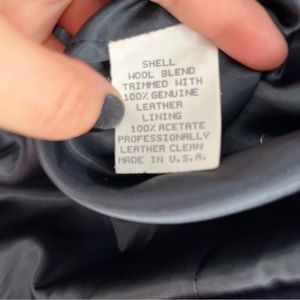 SHELL
WOOL BLEND
TRIMMED WITH
100% GENUINE
LEATHER
LINING
100% ACETATE
PROFESSIONALLY
LEATHER CLEAN
MADE IN U.S.A.